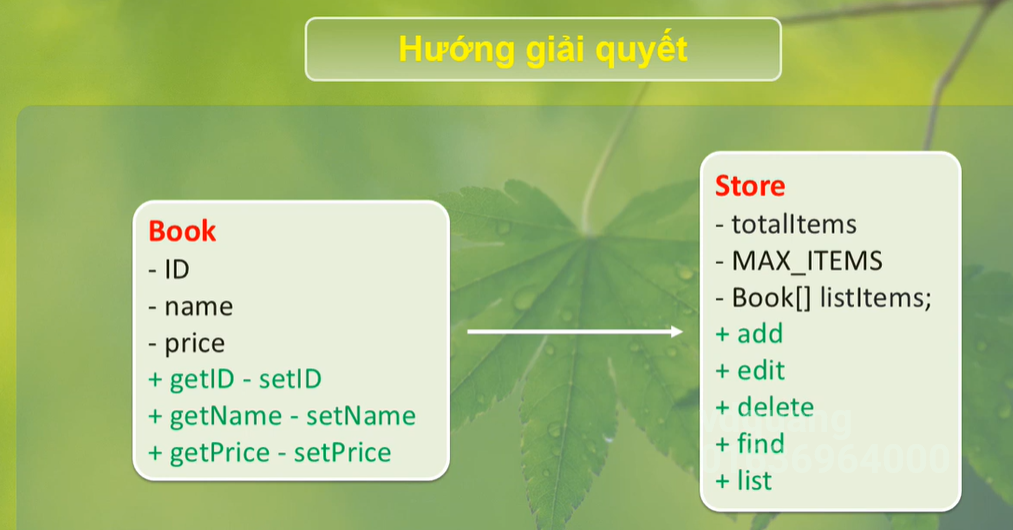 Hướng giải quyết
Book
- ID
- name
- price
+ getID - setID
+ getName - setName
+ getPrice - setPrice
Store
- totalItems
- MAX_ITEMS
- Book[] listItems;
+ add
+ edit
+ delete
+ find
+ list